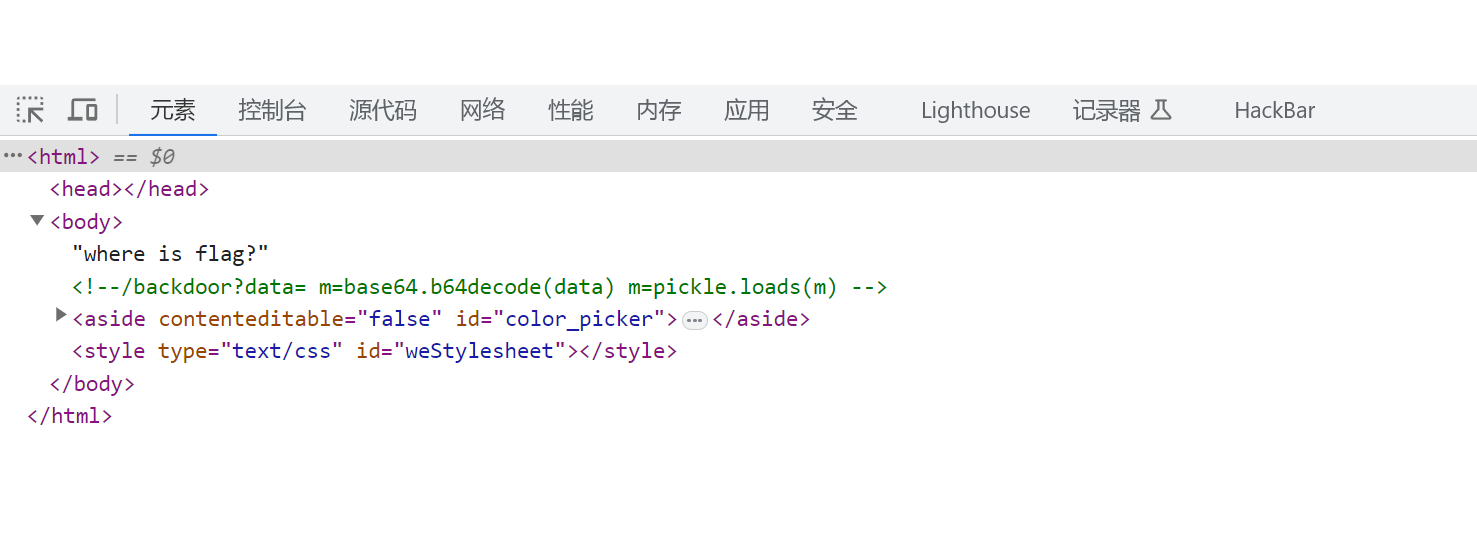 元素 控制台 源代码 网络 性能 内存 应用 安全 Lighthouse 记录器 HackBar
<html> == $0
<head></head>
<body>
"where is flag?"
<!--/backdoor?data= m=base64.b64decode(data) m=pickle.loads(m) -->
<aside contenteditable="false" id="color_picker">…</aside>
<style type="text/css" id="weStylesheet"></style>
</body>
</html>